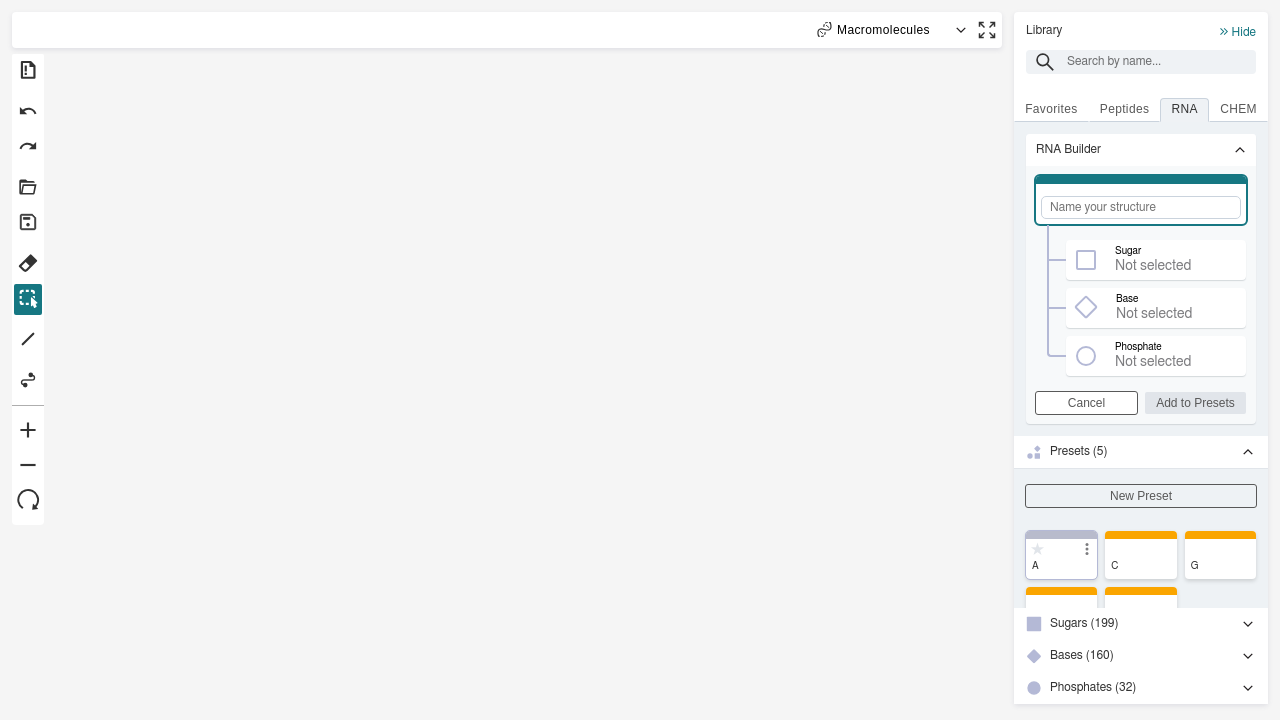 Macromolecules
Library
Hide
Search by name...
Favorites
Peptides
RNA
CHEM
RNA Builder
Name your structure
Sugar
Not selected
Base
Not selected
Phosphate
Not selected
Cancel
Add to Presets
Presets (5)
New Preset
A
C
G
Sugars (199)
Bases (160)
Phosphates (32)